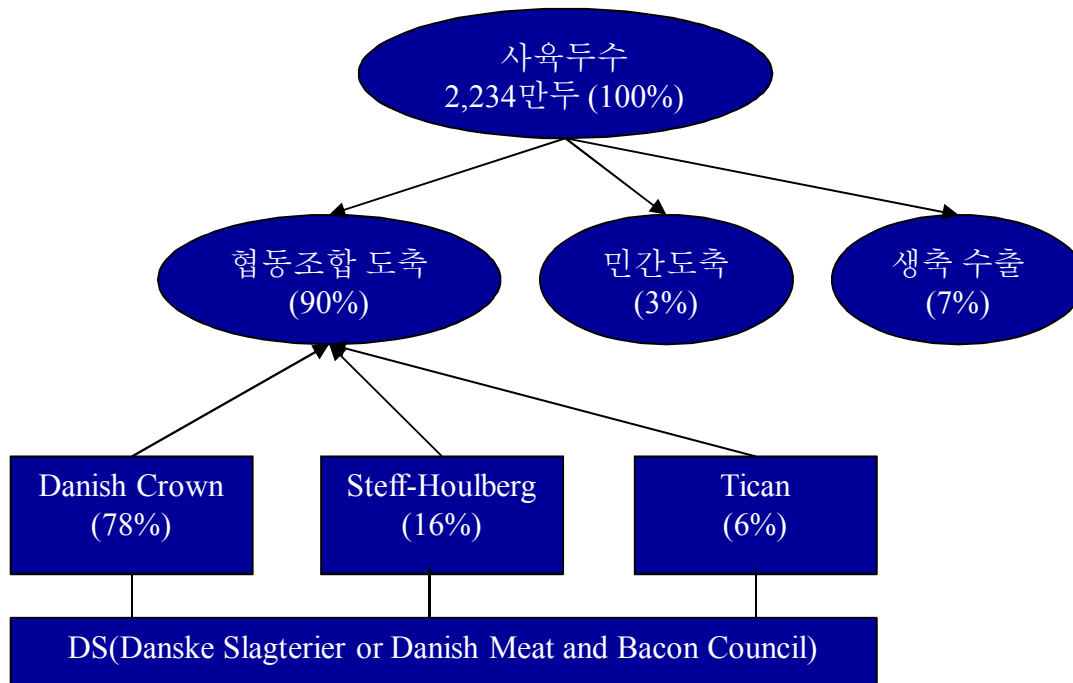 사육두수
2,234만두 (100%)
협동조합 도축
(90%)
민간도축
(3%)
생축 수출
(7%)
Danish Crown
(78%)
Steff-Houlberg
(16%)
Tican
(6%)
DS(Danske Slagterier or Danish Meat and Bacon Council)